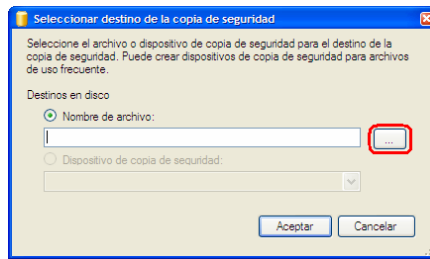 Seleccionar destino de la copia de seguridad
Seleccione el archivo o dispositivo de copia de seguridad para el destino de la
copia de seguridad. Puede crear dispositivos de copia de seguridad para archivos
de uso frecuente.
Destinos en disco
Nombre de archivo:
...
Dispositivo de copia de seguridad:
Aceptar Cancelar